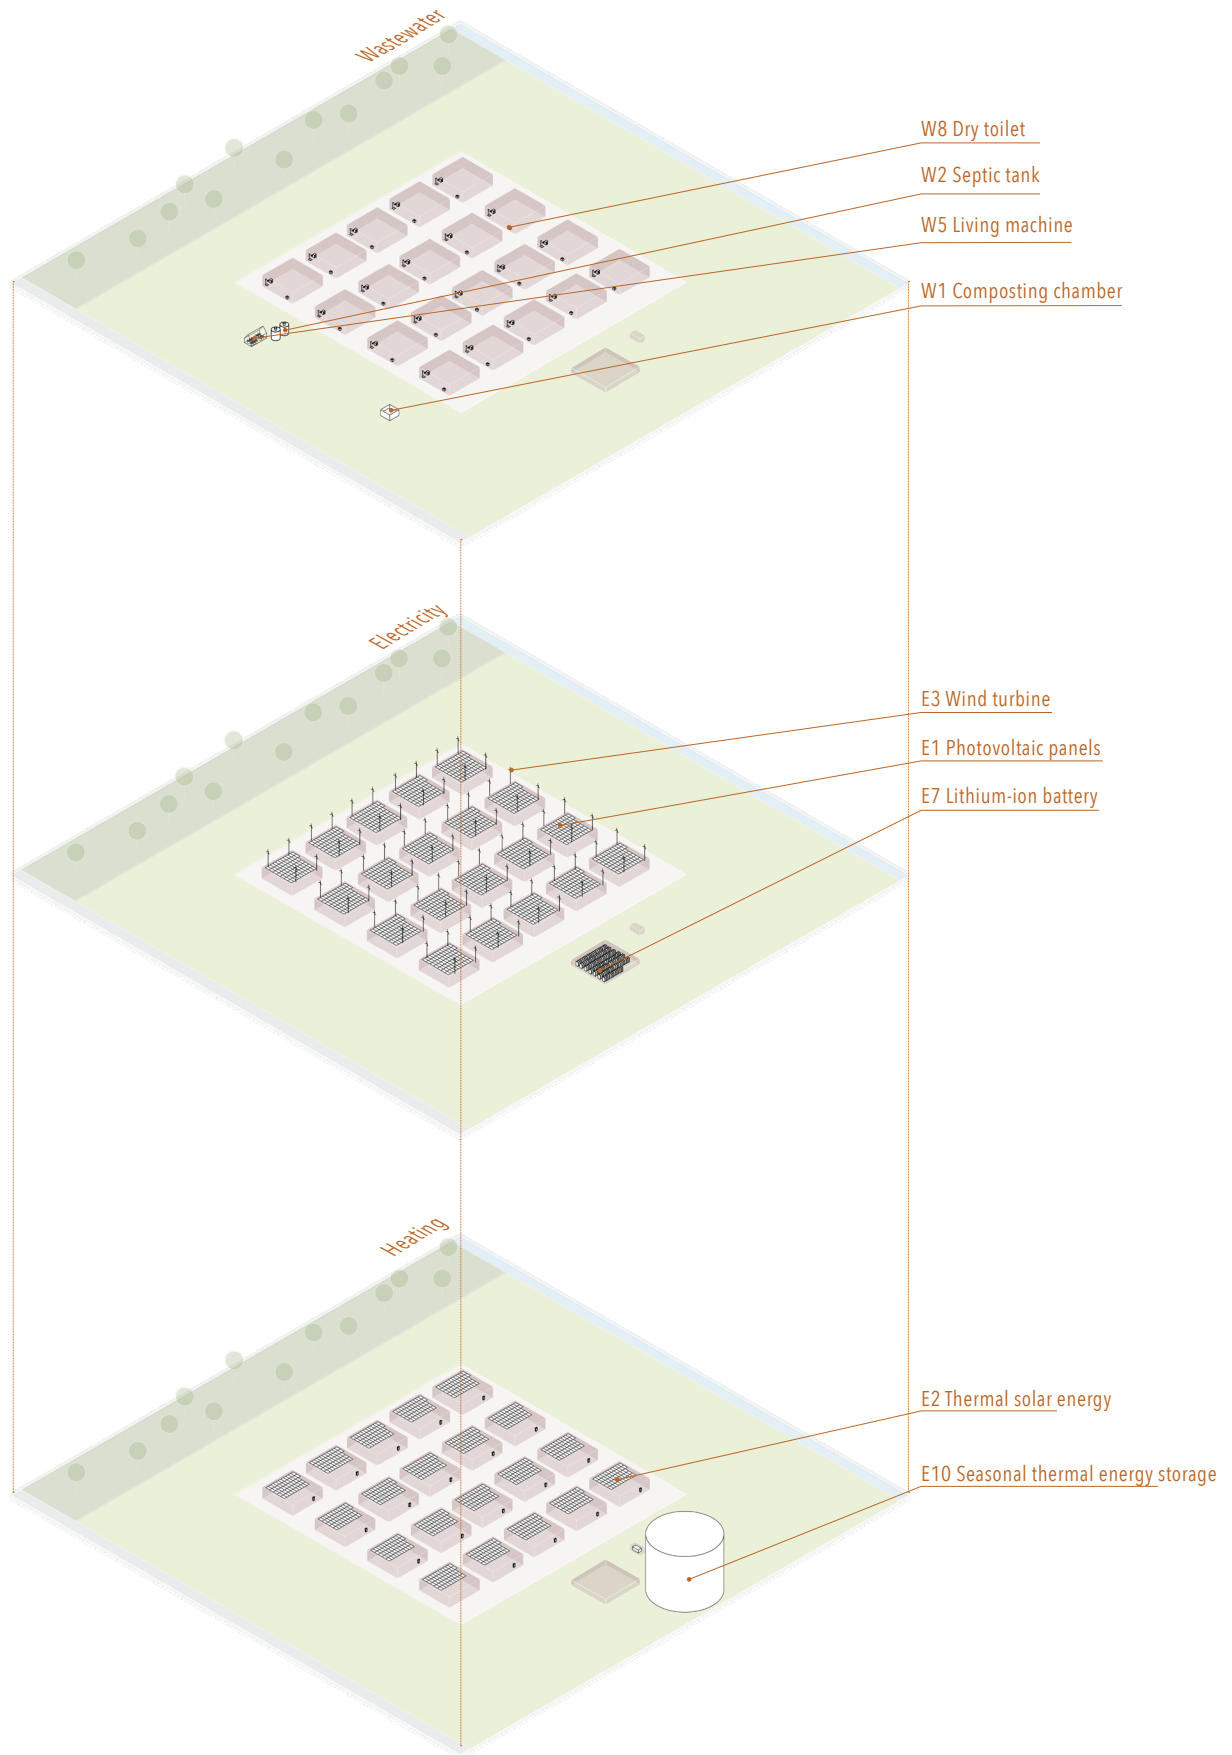 Wastewater
W8 Dry toilet
W2 Septic tank
W5 Living machine
W1 Composting chamber
Electricity
E3 Wind turbine
E1 Photovoltaic panels
E7 Lithium-ion battery
Heating
E2 Thermal solar energy
E10 Seasonal thermal energy storage